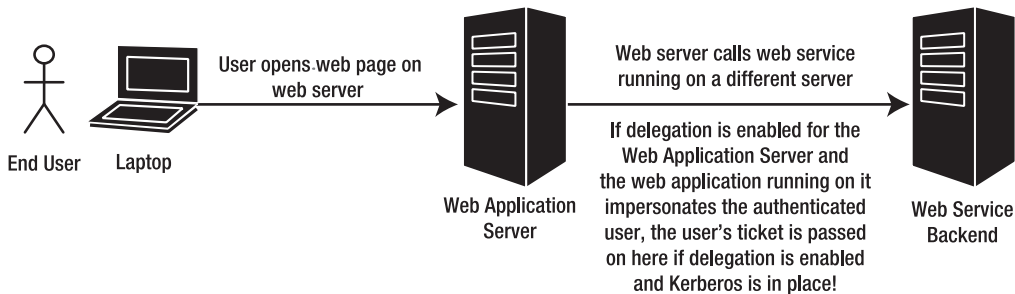 User opens web page on
web server
End User
Laptop
Web Application
Server
Web server calls web service
running on a different server
If delegation is enabled for the
Web Application Server and
the web application running on it
impersonates the authenticated
user, the user's ticket is passed
on here if delegation is enabled
and Kerberos is in place!
Web Service
Backend